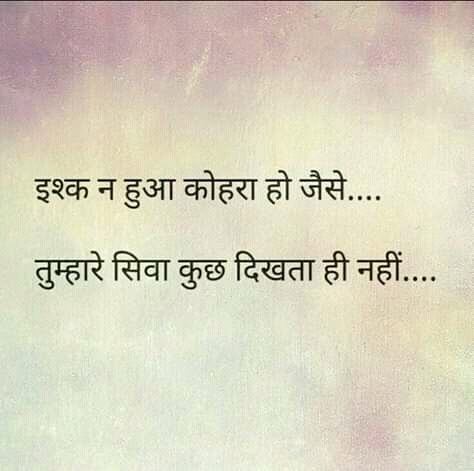 इश्क न हुआ कोहरा हो जैसे....
तुम्हारे सिवा कुछ दिखता ही नहीं....